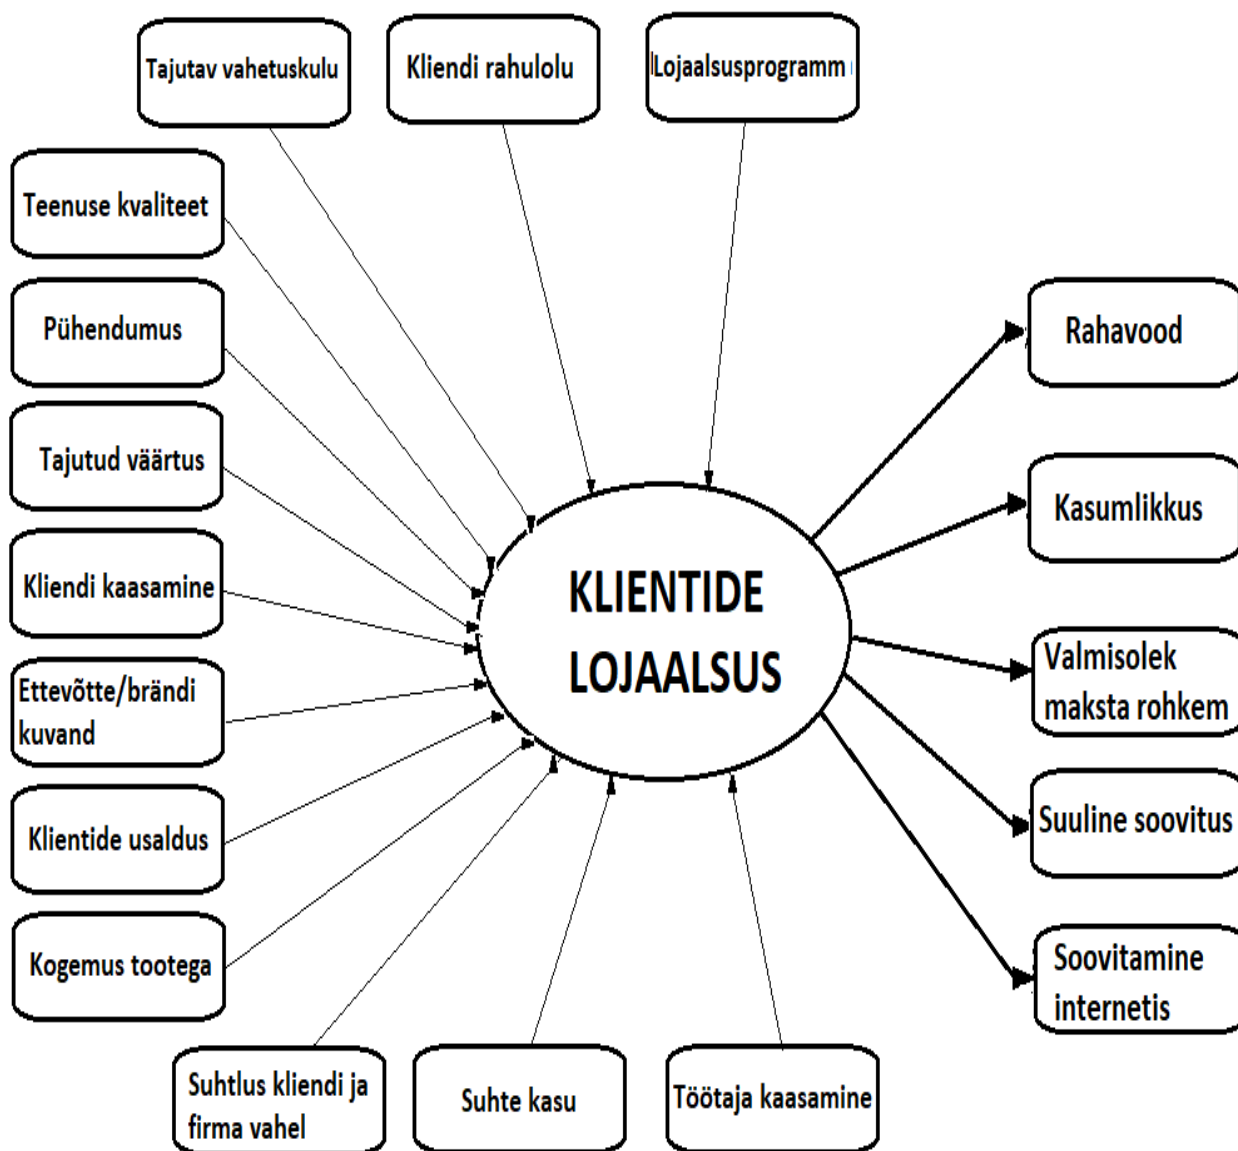 Tajutav vahetuskulu
Kliendi rahulolu
Lojaalsusprogramm
Teenuse kvaliteet
Pühendumus
Tajutud väärtus
Kliendi kaasamine
Ettevõtte/brändi
kuvand
Klientide usaldus
Kogemus tootega
Suhtlus kliendi ja
firma vahel
Suhte kasu
Töötaja kaasamine
KLIENTIDE
LOJAALSUS
Rahavood
Kasumlikkus
Valmisolek
maksta rohkem
Suuline soovitus
Soovitamine
internetis